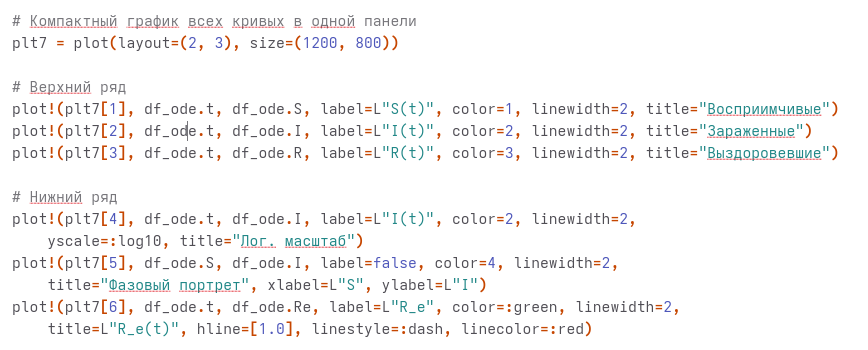 # Компактный график всех кривых в одной панели
plt7 = plot(layout=(2, 3), size=(1200, 800))
# Верхний ряд
plot!(plt7[1], df_ode.t, df_ode.S, label=L"S(t)", color=1, linewidth=2, title="Восприимчивые")
plot!(plt7[2], df_ode.t, df_ode.I, label=L"I(t)", color=2, linewidth=2, title="Зараженные")
plot!(plt7[3], df_ode.t, df_ode.R, label=L"R(t)", color=3, linewidth=2, title="Выздоровевшие")
# Нижний ряд
plot!(plt7[4], df_ode.t, df_ode.I, label=L"I(t)", color=2, linewidth=2,
yscale=:log10, title="Лог. масштаб")
plot!(plt7[5], df_ode.S, df_ode.I, label=false, color=4, linewidth=2,
title="Фазовый портрет", xlabel=L"S", ylabel=L"I")
plot!(plt7[6], df_ode.t, df_ode.Re, label=L"R_e", color=:green, linewidth=2,
title=L"R_e(t)", hline=[1.0], linestyle=:dash, linecolor=:red)